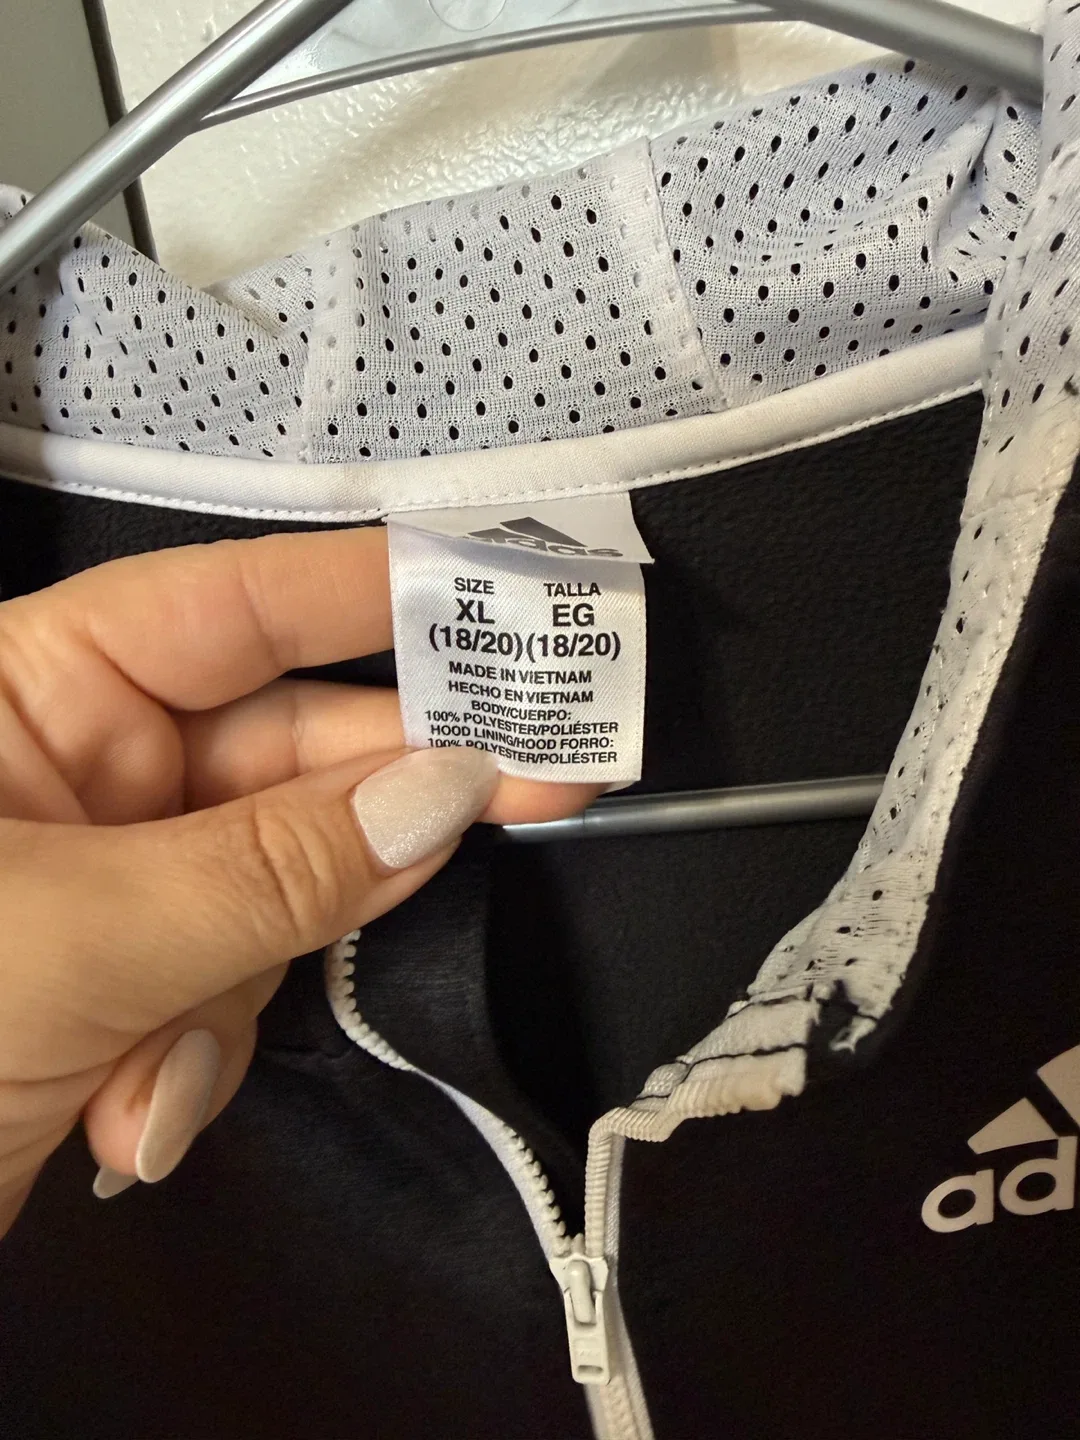 adidas
SIZE TALLA
XL EG
(18/20) (18/20)
MADE IN VIETNAM
HECHO EN VIETNAM
BODY/CUERPO:
100% POLYESTER/POLIÉSTER
HOOD LINING/HOOD FORRO:
100% POLYESTER/POLIÉSTER
ad